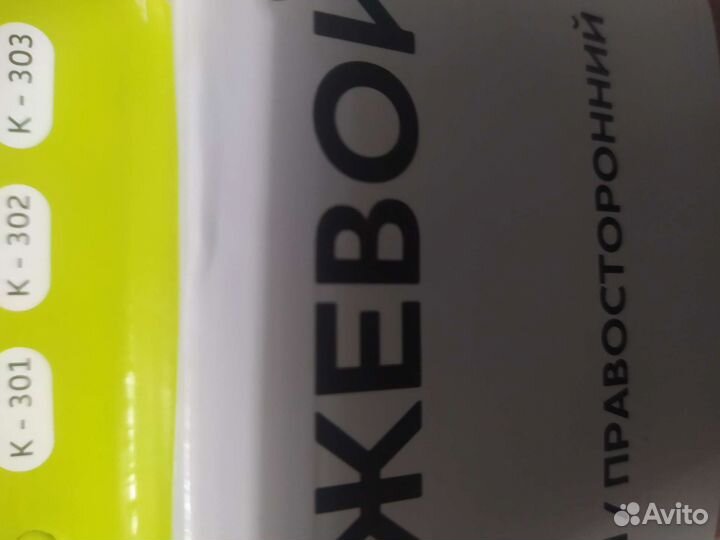 K - 301 K - 302 K - 303
ЖЕВОЙ
/ ПРАВОСТОРОННИЙ
Avito